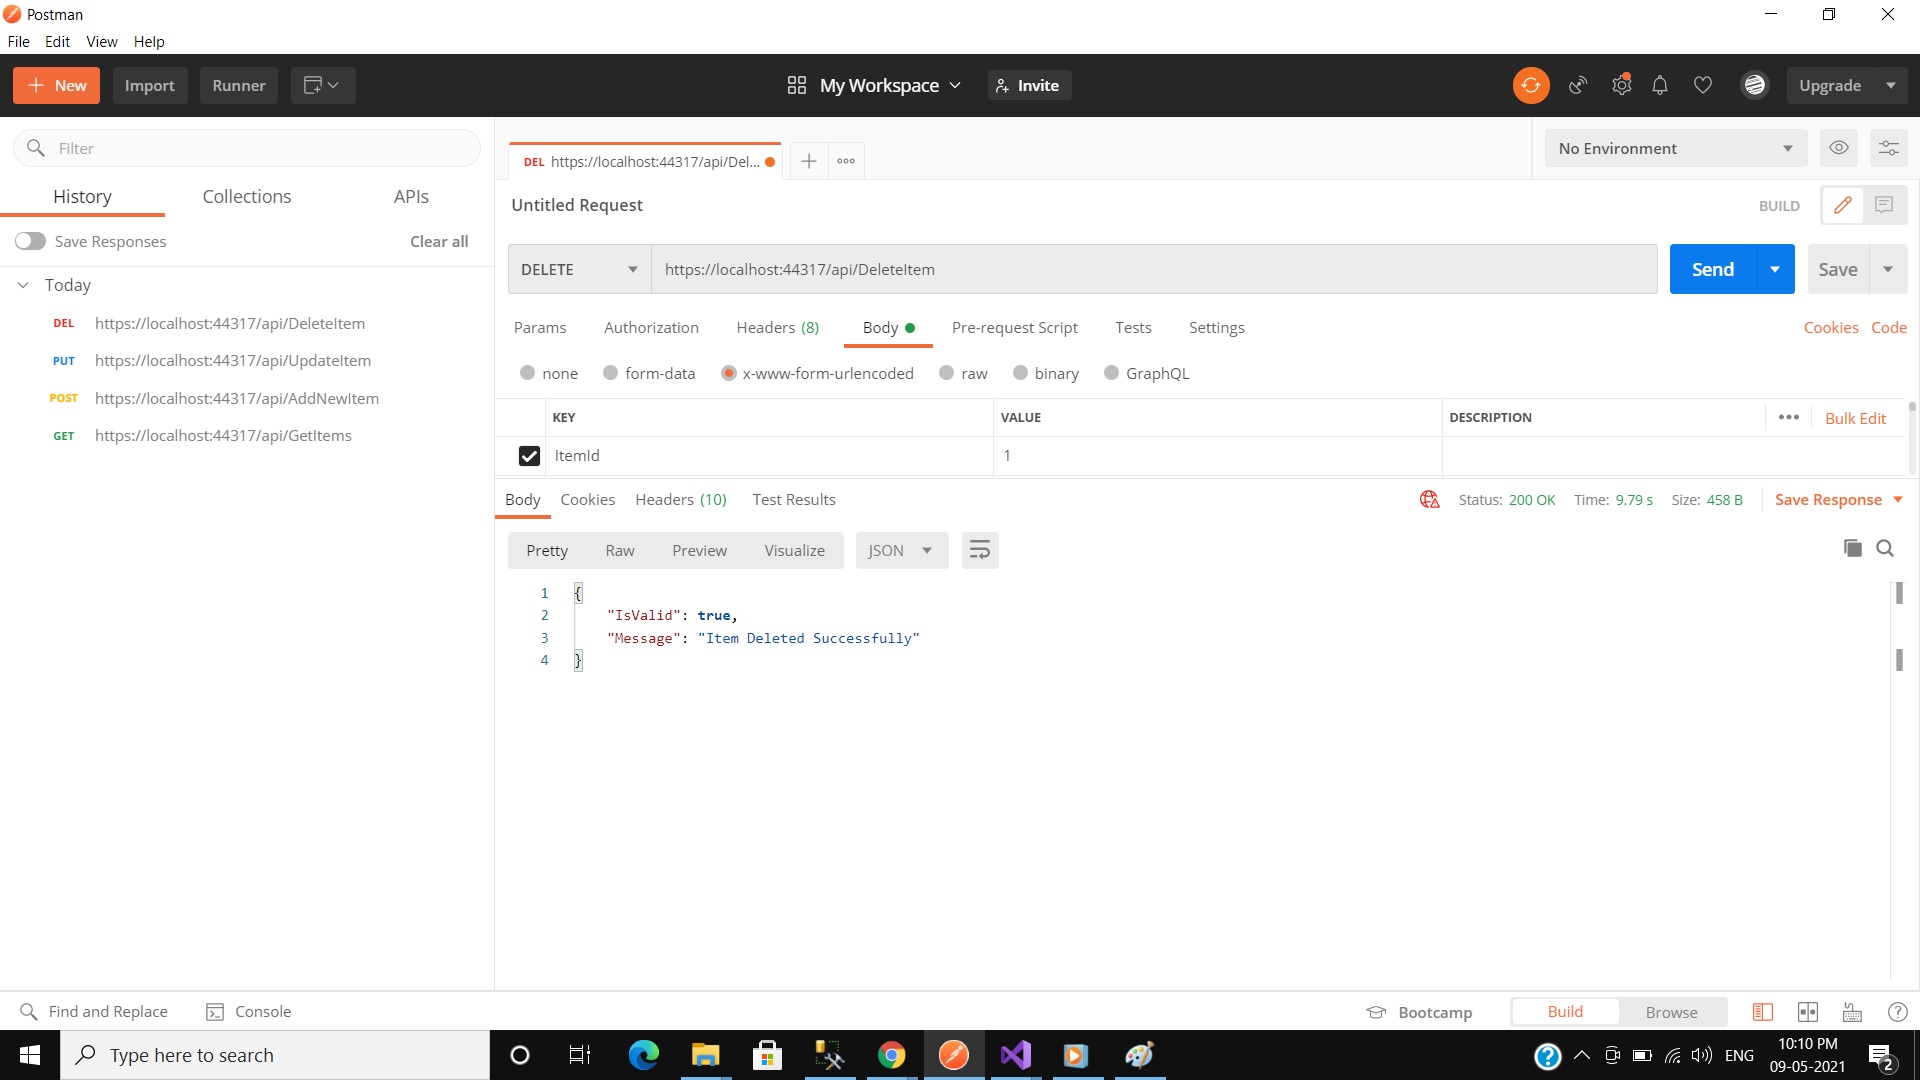 Postman
File Edit View Help
New Import Runner My Workspace Invite Upgrade
Filter
History Collections APIs
Save Responses Clear all
Today
DEL https://localhost:44317/api/DeleteItem
PUT https://localhost:44317/api/UpdateItem
POST https://localhost:44317/api/AddNewItem
GET https://localhost:44317/api/GetItems
DEL https://localhost:44317/api/Del...
No Environment
Untitled Request
BUILD
DELETE https://localhost:44317/api/DeleteItem
Send Save
Params Authorization Headers (8) Body Pre-request Script Tests Settings Cookies Code
none form-data x-www-form-urlencoded raw binary GraphQL
KEY VALUE DESCRIPTION Bulk Edit
ItemId 1
Body Cookies Headers (10) Test Results Status: 200 OK Time: 9.79 s Size: 458 B Save Response
Pretty Raw Preview Visualize JSON
1 {
2 "IsValid": true,
3 "Message": "Item Deleted Successfully"
4 }
Find and Replace Console Bootcamp Build Browse
Type here to search
ENG
10:10 PM
09-05-2021
2